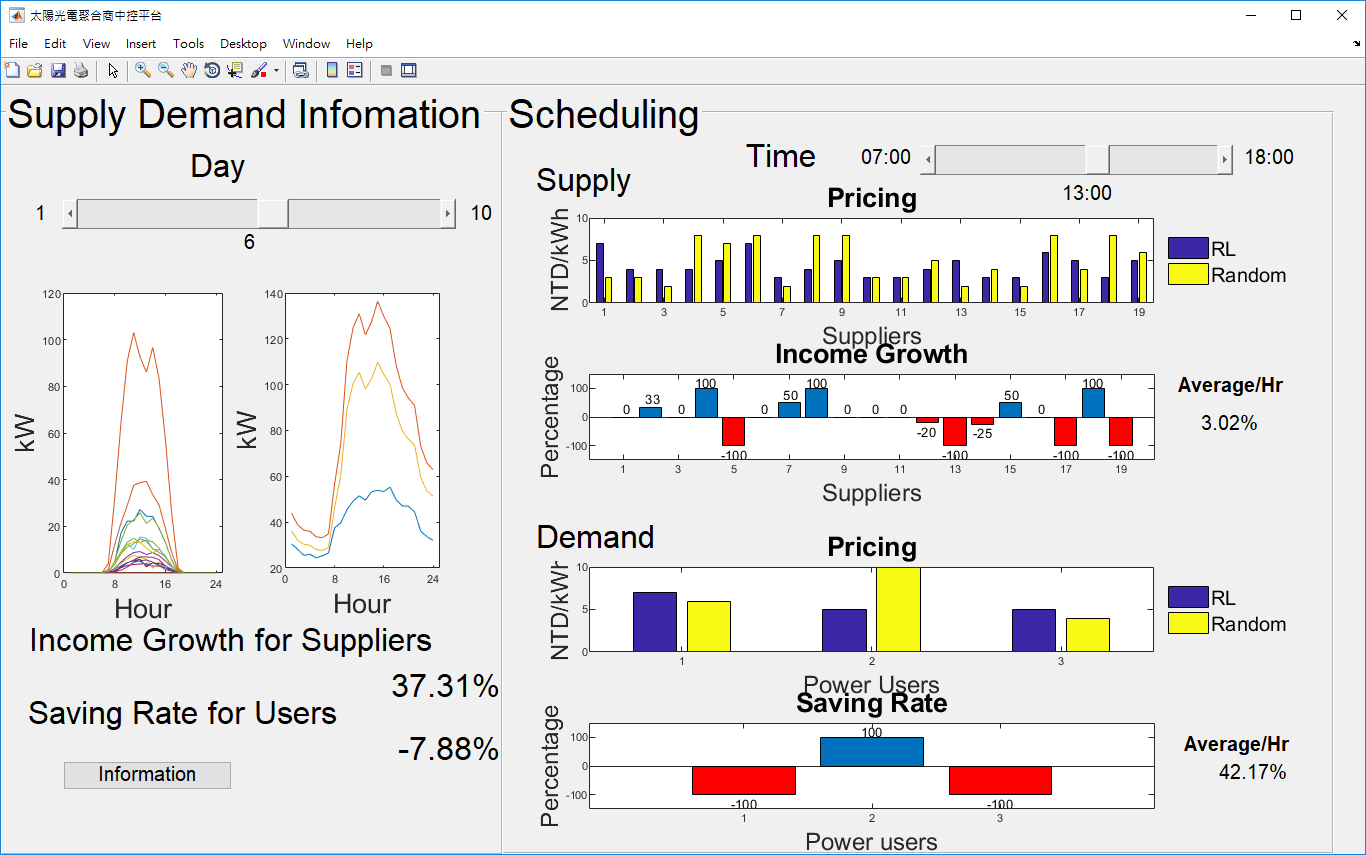 太陽光電聚合商中控平台
File Edit View Insert Tools Desktop Window Help
Supply Demand Infomation
Day
1 10
6
kW
120
100
80
60
40
20
0
0 8 16 24
Hour
kW
140
120
100
80
60
40
20
0 8 16 24
Hour
Income Growth for Suppliers
37.31%
Saving Rate for Users
-7.88%
Information
Scheduling
Time 07:00 18:00
13:00
Supply
Pricing
NTD/kWh
10
5
0
1 3 5 7 9 11 13 15 17 19
Suppliers
RL
Random
Income Growth
Percentage
100
0
-100
0 33 0 100 -100 0 50 100 0 0 0 -20 -100 -25 50 0 -100 100 -100
1 3 5 7 9 11 13 15 17 19
Suppliers
Average/Hr
3.02%
Demand
Pricing
NTD/kWh
10
5
0
1 2 3
Power Users
RL
Random
Saving Rate
Percentage
100
0
-100
-100 100 -100
1 2 3
Power users
Average/Hr
42.17%